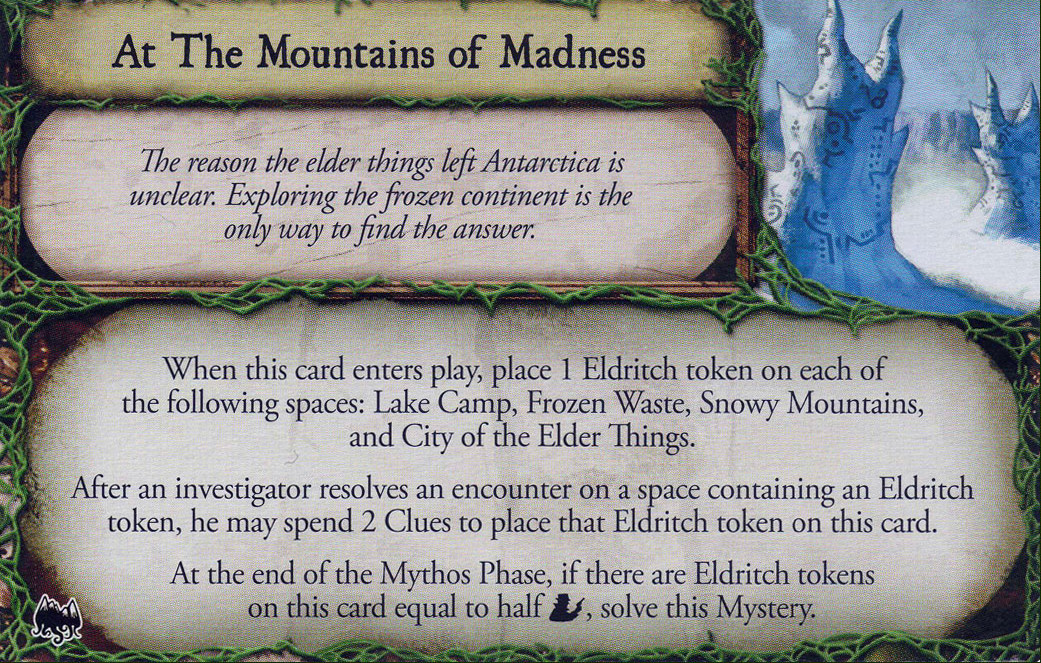 At The Mountains of Madness
The reason the elder things left Antarctica is
unclear. Exploring the frozen continent is the
only way to find the answer.
When this card enters play, place 1 Eldritch token on each of
the following spaces: Lake Camp, Frozen Waste, Snowy Mountains,
and City of the Elder Things.
After an investigator resolves an encounter on a space containing an Eldritch
token, he may spend 2 Clues to place that Eldritch token on this card.
At the end of the Mythos Phase, if there are Eldritch tokens
on this card equal to half , solve this Mystery.